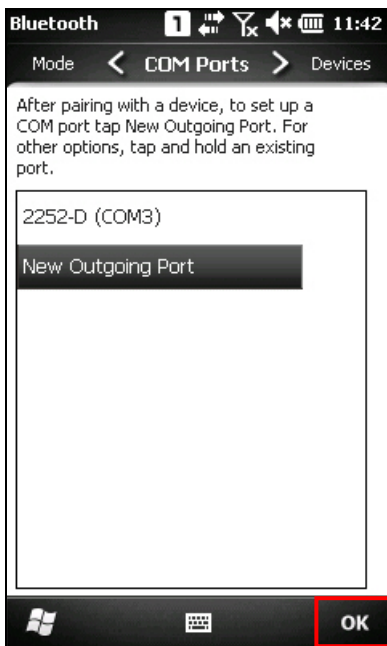 Bluetooth 1 11:42
Mode < COM Ports > Devices
After pairing with a device, to set up a
COM port tap New Outgoing Port. For
other options, tap and hold an existing
port.
2252-D (COM3)
New Outgoing Port
OK